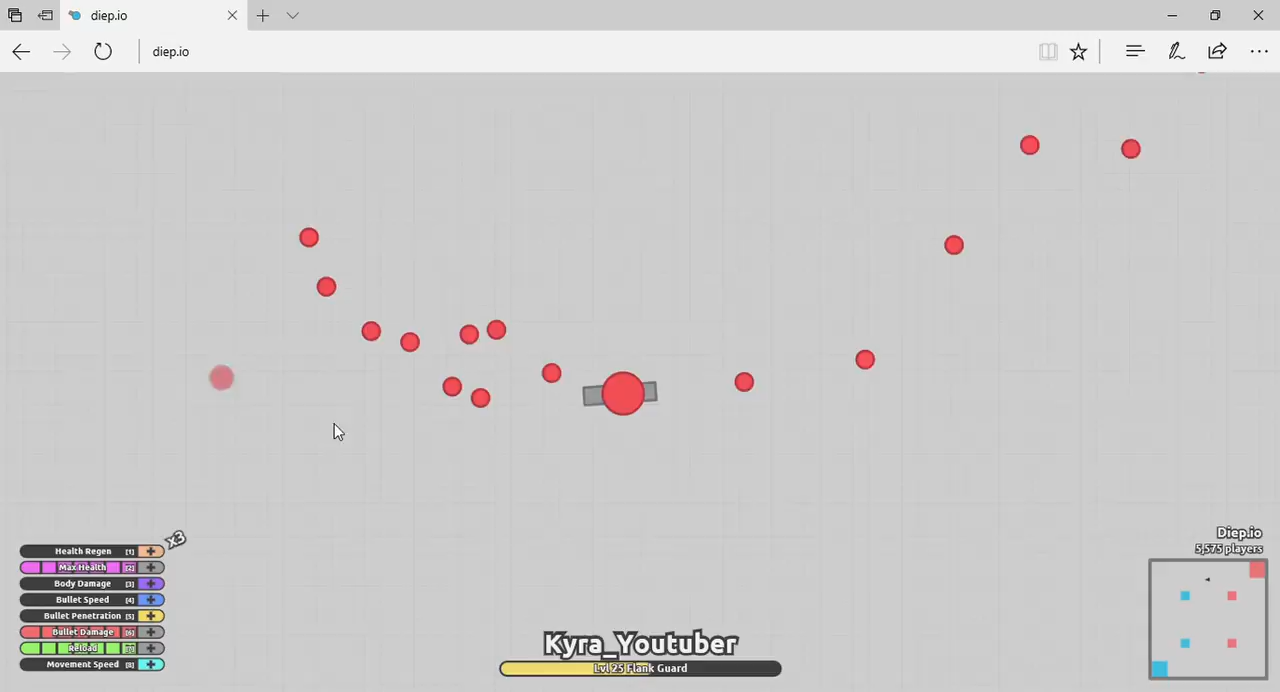 diep.io
diep.io
x3
Health Regen [1]
Max Health [2]
Body Damage [3]
Bullet Speed [4]
Bullet Penetration [5]
Bullet Damage [6]
Reload [7]
Movement Speed [8]
Kyra_Youtuber
Lvl 25 Flank Guard
Diep.io
5,575 players